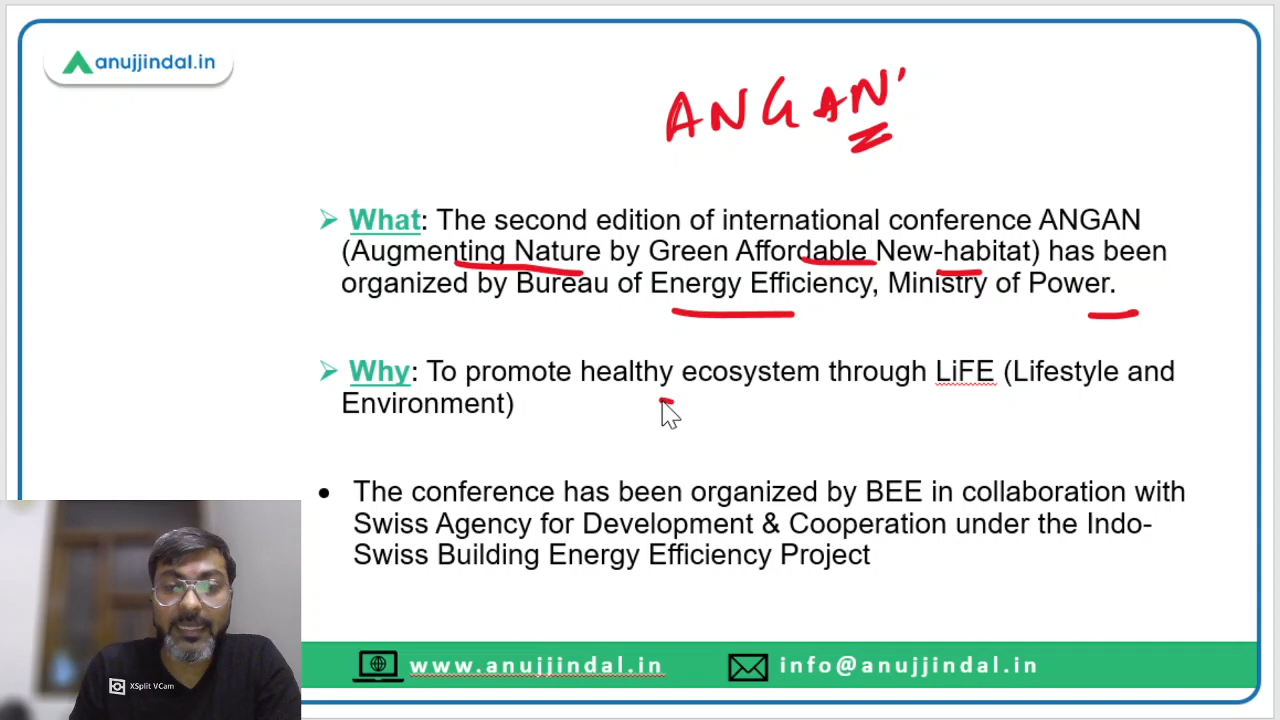 anujjindal.in
ANGAN'
What: The second edition of international conference ANGAN
(Augmenting Nature by Green Affordable New-habitat) has been
organized by Bureau of Energy Efficiency, Ministry of Power.
Why: To promote healthy ecosystem through LiFE (Lifestyle and
Environment)
The conference has been organized by BEE in collaboration with
Swiss Agency for Development & Cooperation under the Indo-
Swiss Building Energy Efficiency Project
XSplit VCam
www.anujjindal.in info@anujjindal.in